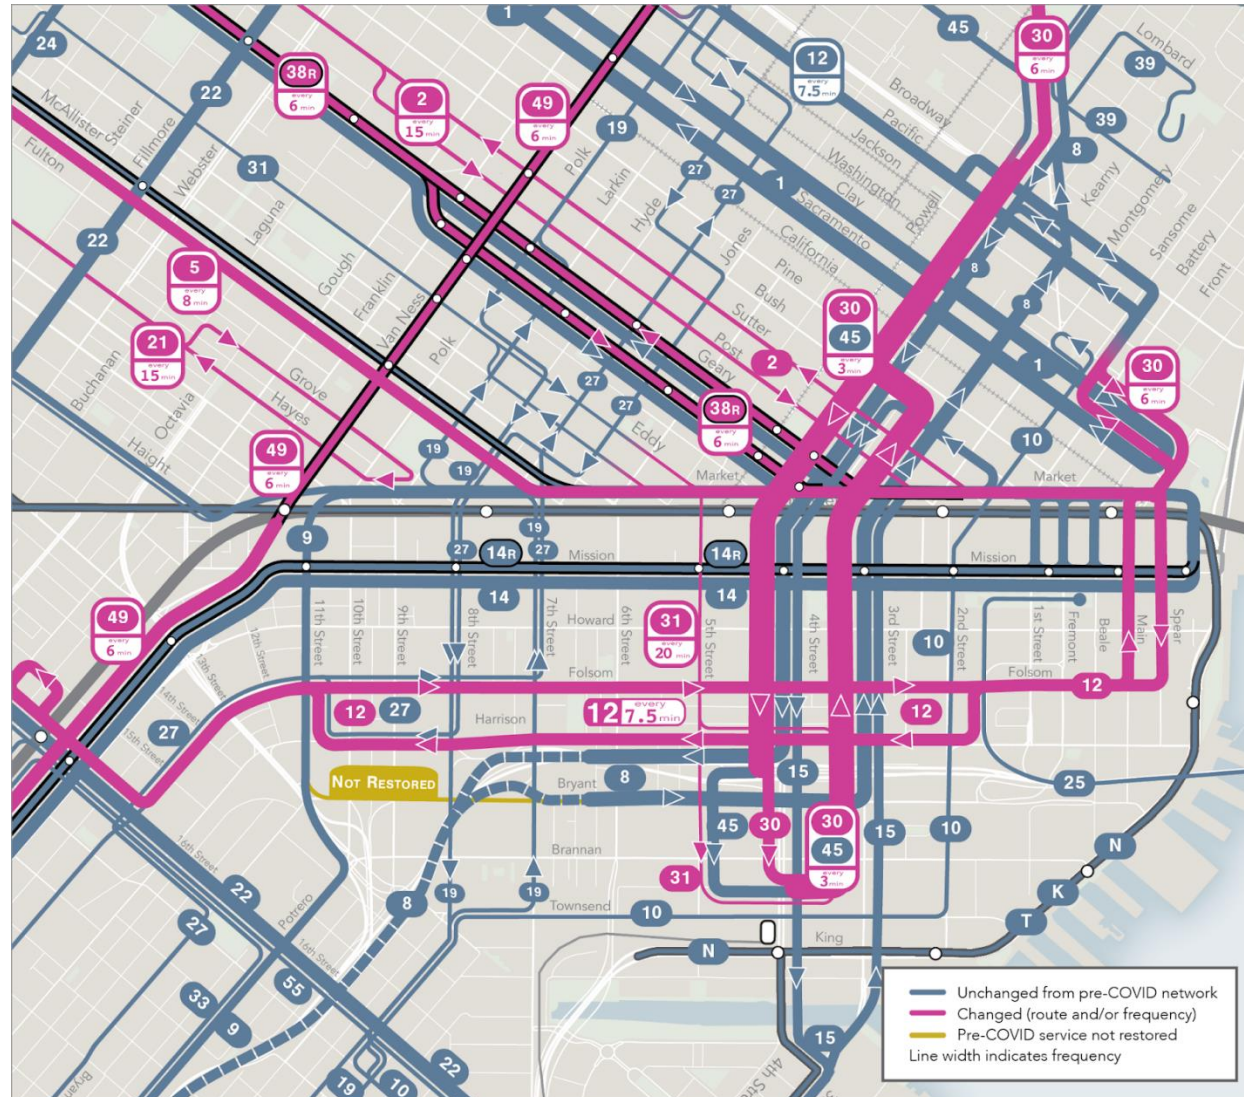 1
45
30
every
6 min
Lombard
39
24
12
every
7.5 min
Broadway
38R
every
6 min
22
2
every
15 min
49
every
6 min
19
Pacific
39
McAllister
Steiner
Fillmore
Polk
Jackson
8
Fulton
Webster
31
Larkin
27
Washington
Kearny
1
Clay
Montgomery
Laguna
Hyde
27
Sacramento
Powell
Sansome
22
Jones
California
Battery
5
every
8 min
Gough
Pine
8
Front
Franklin
Bush
30
45
every
3 min
8
21
every
15 min
Van Ness
Polk
Sutter
Post
2
1
30
every
6 min
Buchanan
Octavia
Grove
Hayes
27
Geary
27
38R
every
6 min
Haight
Eddy
10
49
every
6 min
19
19
Market
Market
9
19
27
27
Mission
14R
14R
Mission
14
14
49
every
6 min
11th Street
10th Street
9th Street
8th Street
7th Street
Howard
6th Street
31
every
20 min
5th Street
4th Street
3rd Street
2nd Street
10
1st Street
Fremont
Beale
Main
Spear
12th Street
13th Street
14th Street
15th Street
27
Folsom
Folsom
12
12
27
Harrison
12 every 7.5 min
12
NOT RESTORED
Bryant
8
15
25
45
30
30
45
every
3 min
15
10
16th Street
Brannan
N
22
19
19
31
8
Townsend
10
K
27
Potrero
T
16th Street
N
King
55
33
9
Unchanged from pre-COVID network
Changed (route and/or frequency)
Pre-COVID service not restored
Line width indicates frequency
15
22
19
10
Bryan
4th Stre